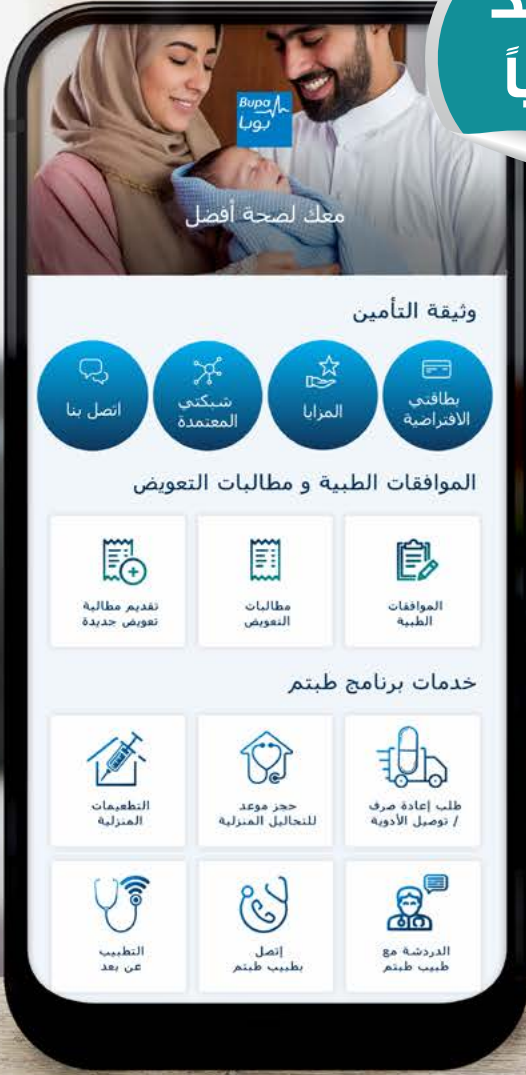 Bupa
بوبا
معك لصحة أفضل
وثيقة التأمين
بطاقتي
الافتراضية
المزايا
شبكتي
المعتمدة
اتصل بنا
الموافقات الطبية و مطالبات التعويض
الموافقات
الطبية
مطالبات
التعويض
تقديم مطالبة
تعويض جديدة
خدمات برنامج طبتم
طلب إعادة صرف
/ توصيل الأدوية
حجز موعد
للتحاليل المنزلية
التطعيمات
المنزلية
الدردشة مع
طبيب طبتم
إتصل
بطبيب طبتم
التطبيب
عن بعد